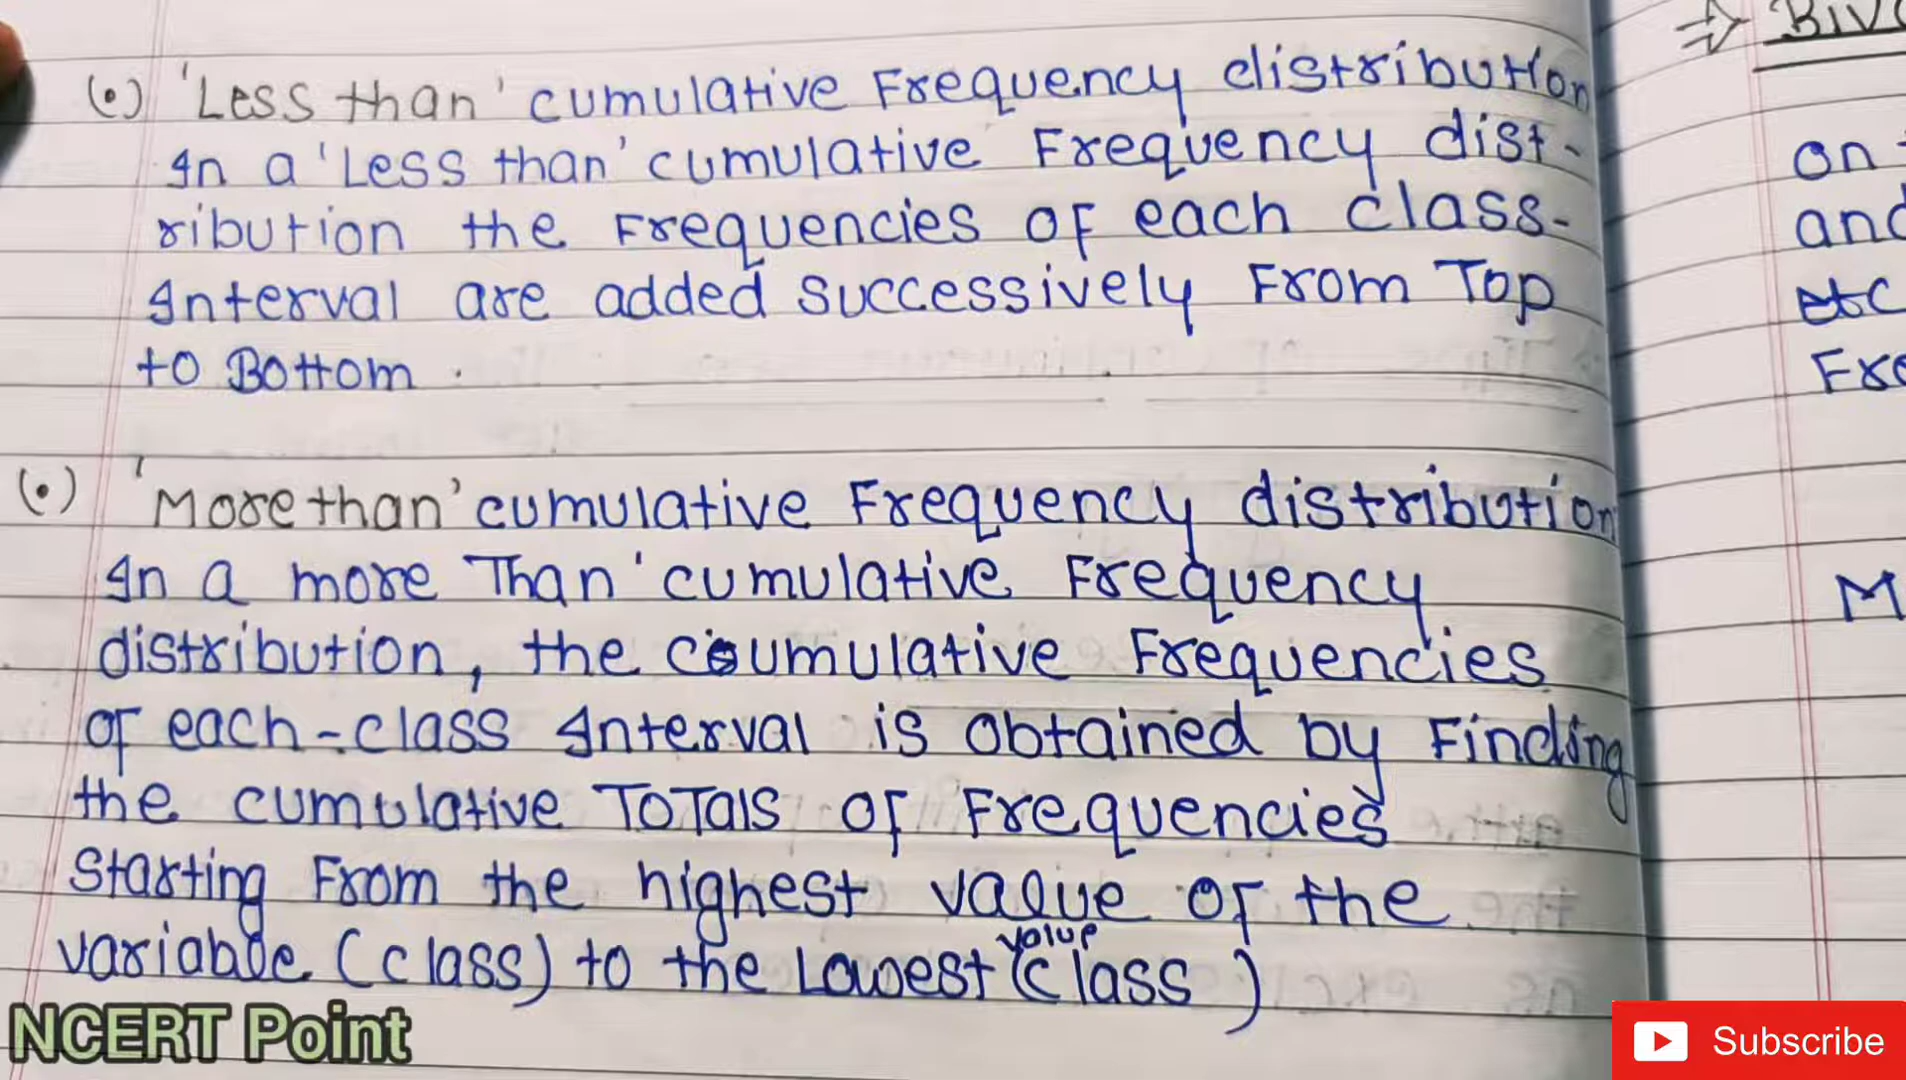 (•) 'Less than' cumulative Frequency distribution
In a 'Less than' cumulative Frequency dist-
ribution the Frequencies of each class-
Interval are added successively From Top
to Bottom.
(•) 'More than' cumulative Frequency distribution
In a more Than' cumulative Frequency
distribution, the coumulative Frequencies
of each-class Interval is obtained by Finding
the cumulative ToTals of Frequencies
starting From the highest value of the
variable (class) to the Lowest value (class)
NCERT Point
⇒ BIV
on
and
etc
Fre
M
Subscribe